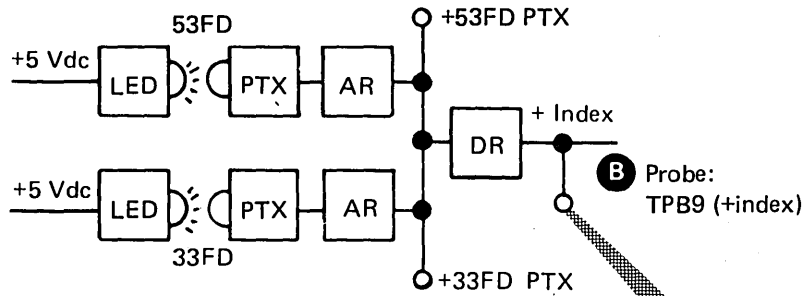 53FD
+53FD PTX
+5 Vdc
LED
PTX
AR
+ Index
DR
B Probe:
TPB9 (+index)
+5 Vdc
LED
PTX
AR
33FD
+33FD PTX